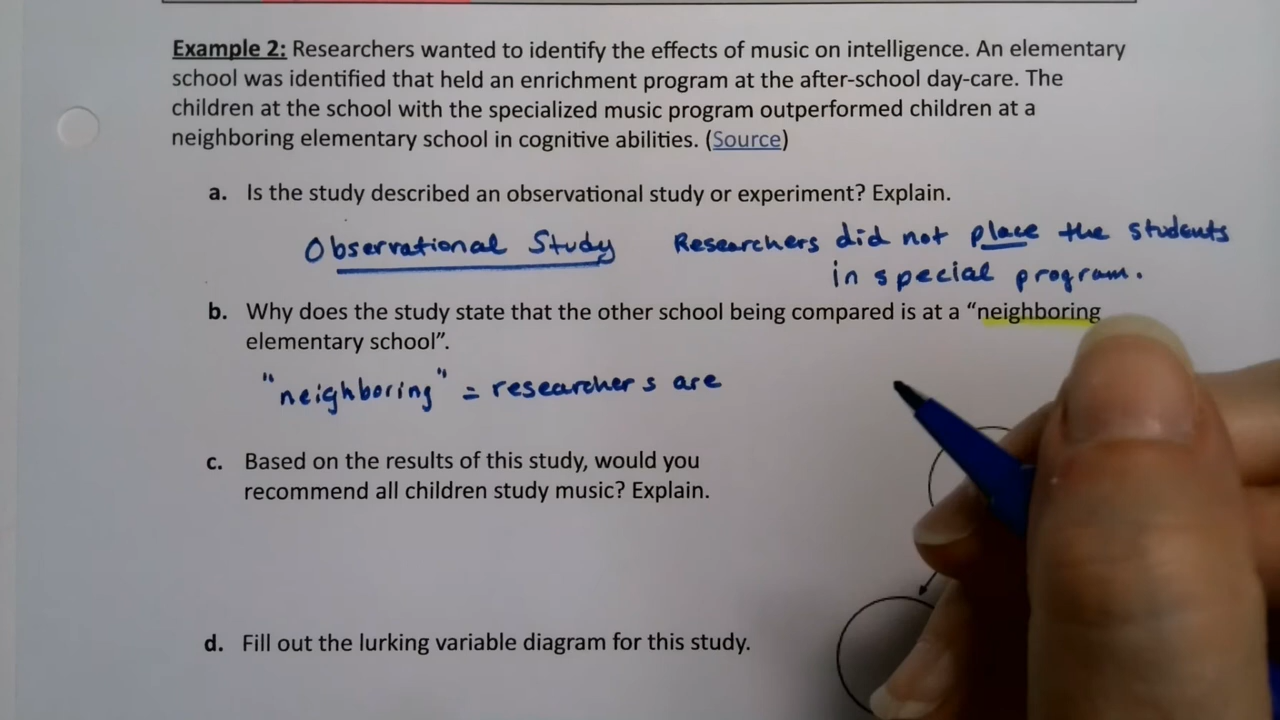 Example 2: Researchers wanted to identify the effects of music on intelligence. An elementary
school was identified that held an enrichment program at the after-school day-care. The
children at the school with the specialized music program outperformed children at a
neighboring elementary school in cognitive abilities. (Source)
a. Is the study described an observational study or experiment? Explain.
Observational Study Researchers did not place the students
in special program.
b. Why does the study state that the other school being compared is at a “neighboring
elementary school”.
"neighboring" = researchers are
c. Based on the results of this study, would you
recommend all children study music? Explain.
d. Fill out the lurking variable diagram for this study.